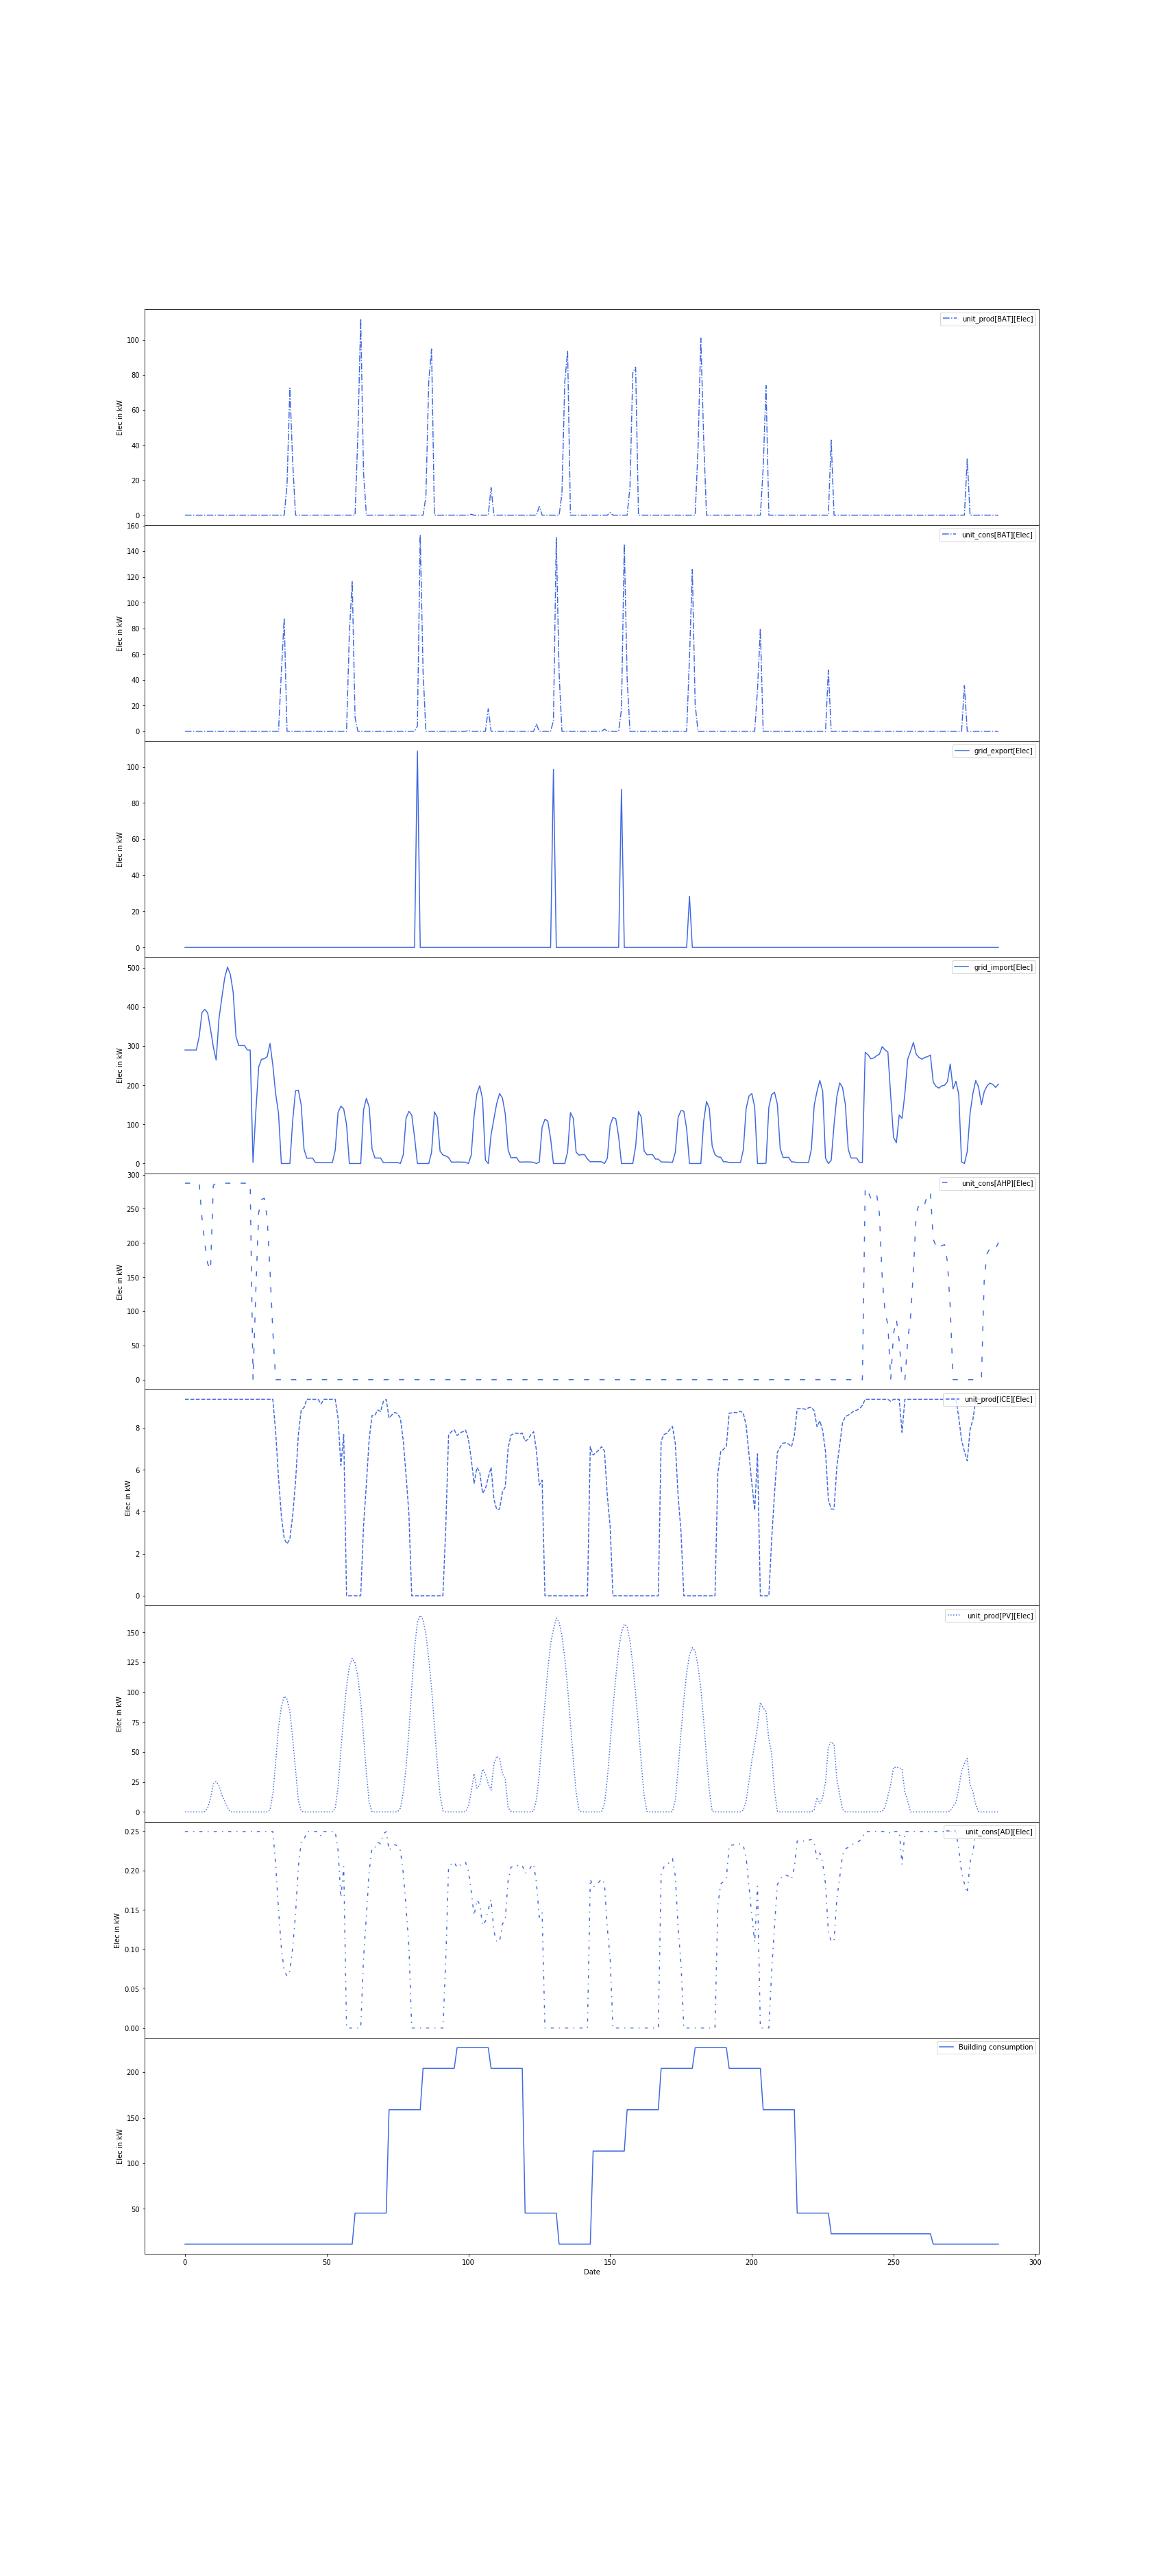 unit_prod[BAT][Elec]
100
80
60
40
20
0
Elec in kW
unit_cons[BAT][Elec]
160
140
120
100
80
60
40
20
0
Elec in kW
grid_export[Elec]
100
80
60
40
20
0
Elec in kW
grid_import[Elec]
500
400
300
200
100
0
Elec in kW
unit_cons[AHP][Elec]
300
250
200
150
100
50
0
Elec in kW
unit_prod[ICE][Elec]
8
6
4
2
0
Elec in kW
unit_prod[PV][Elec]
150
125
100
75
50
25
0
Elec in kW
unit_cons[AD][Elec]
0.25
0.20
0.15
0.10
0.05
0.00
Elec in kW
Building consumption
200
150
100
50
Elec in kW
0 50 100 150 200 250 300
Date